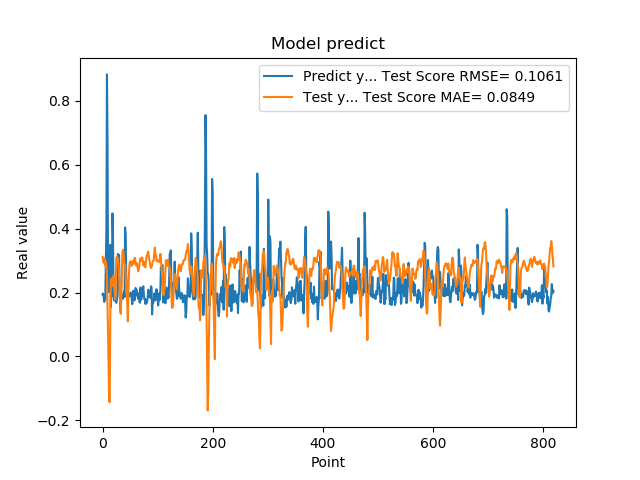 Model predict
Predict y... Test Score RMSE= 0.1061
Test y... Test Score MAE= 0.0849
Real value
0.8
0.6
0.4
0.2
0.0
−0.2
0 200 400 600 800
Point